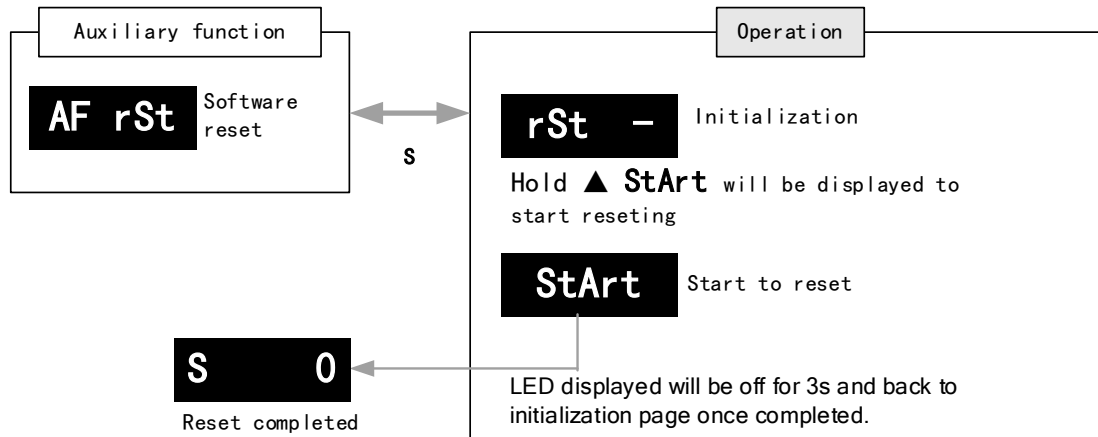 Auxiliary function
AF rSt
Software
reset
S
Operation
rSt −
Initialization
Hold ▲ StArt will be displayed to
start reseting
StArt
Start to reset
S 0
Reset completed
LED displayed will be off for 3s and back to
initialization page once completed.